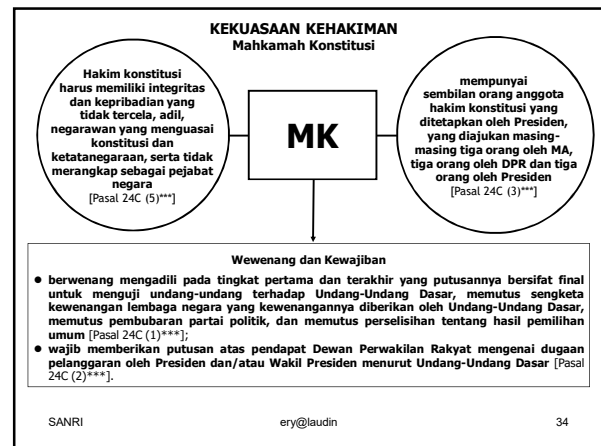 KEKUASAAN KEHAKIMAN
Mahkamah Konstitusi
Hakim konstitusi
harus memiliki integritas
dan kepribadian yang
tidak tercela, adil,
negarawan yang menguasai
konstitusi dan
ketatanegaraan, serta tidak
merangkap sebagai pejabat
negara
[Pasal 24C (5)***]
MK
mempunyai
sembilan orang anggota
hakim konstitusi yang
ditetapkan oleh Presiden,
yang diajukan masing-
masing tiga orang oleh MA,
tiga orang oleh DPR dan tiga
orang oleh Presiden
[Pasal 24C (3)***]
Wewenang dan Kewajiban
● berwenang mengadili pada tingkat pertama dan terakhir yang putusannya bersifat final
untuk menguji undang-undang terhadap Undang-Undang Dasar, memutus sengketa
kewenangan lembaga negara yang kewenangannya diberikan oleh Undang-Undang Dasar,
memutus pembubaran partai politik, dan memutus perselisihan tentang hasil pemilihan
umum [Pasal 24C (1)***];
● wajib memberikan putusan atas pendapat Dewan Perwakilan Rakyat mengenai dugaan
pelanggaran oleh Presiden dan/atau Wakil Presiden menurut Undang-Undang Dasar [Pasal
24C (2)***].
SANRI ery@laudin 34